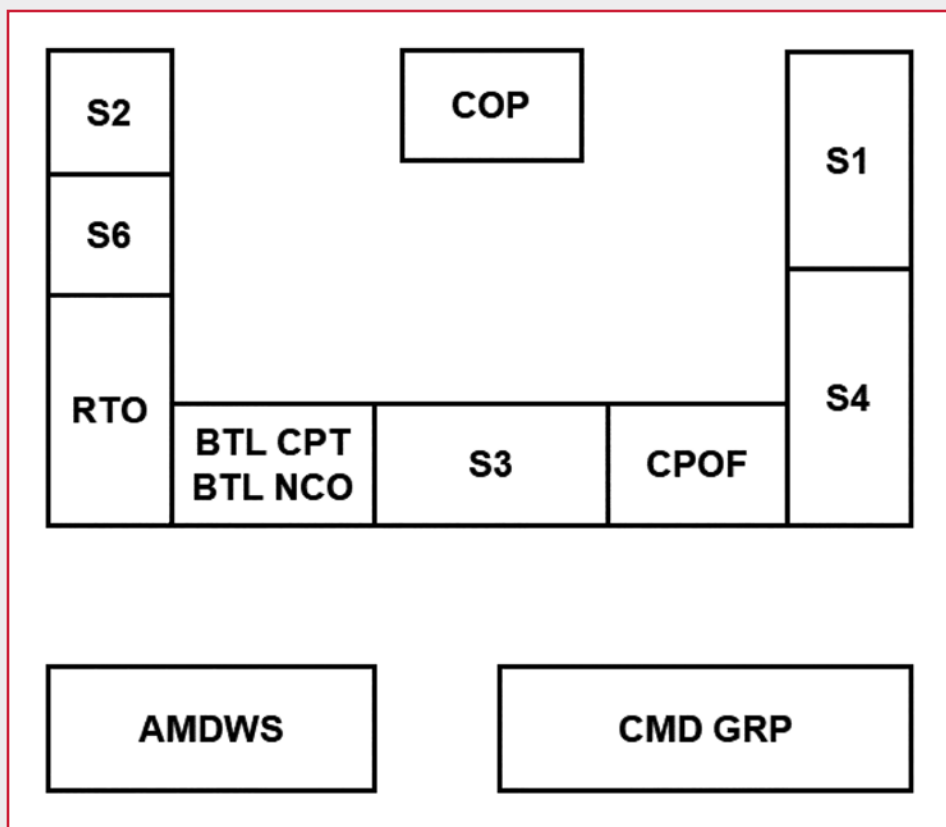 S2
COP
S1
S6
RTO
S4
BTL CPT
BTL NCO
S3
CPOF
AMDWS
CMD GRP